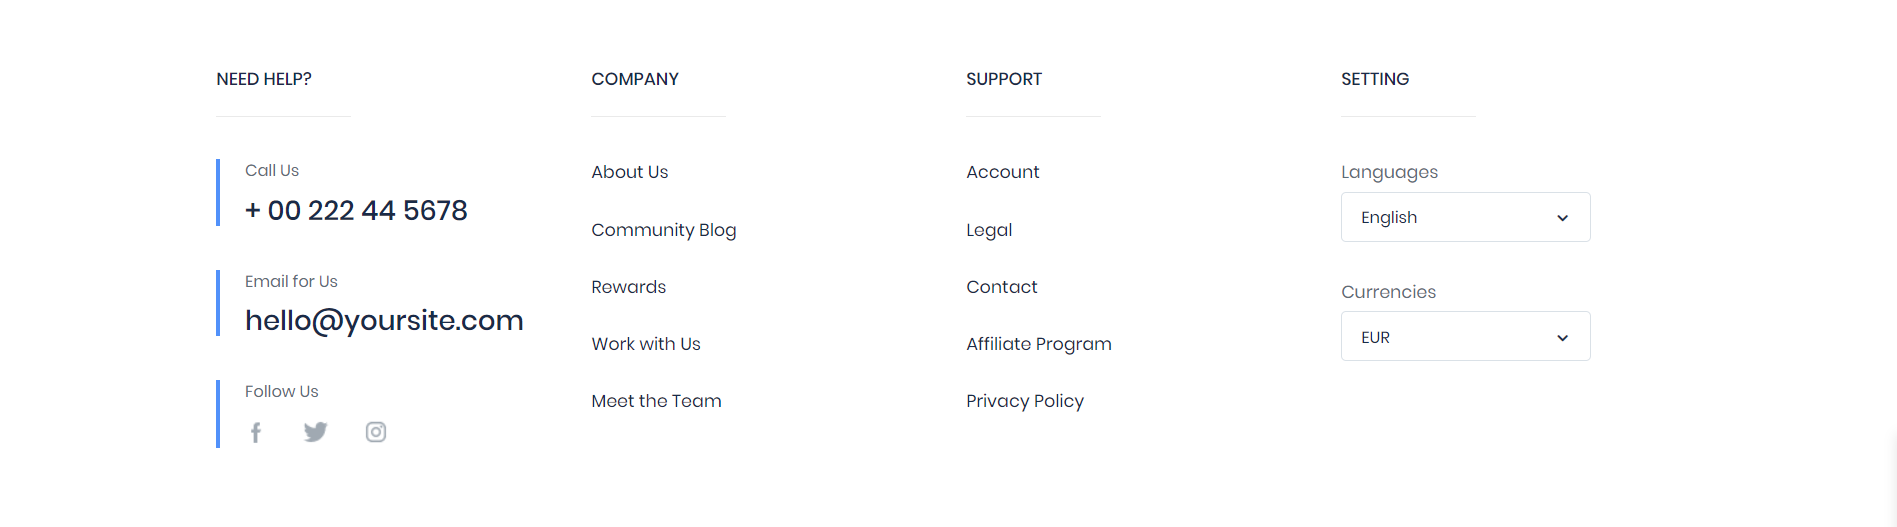 NEED HELP?
Call Us
+ 00 222 44 5678
Email for Us
hello@yoursite.com
Follow Us
COMPANY
About Us
Community Blog
Rewards
Work with Us
Meet the Team
SUPPORT
Account
Legal
Contact
Affiliate Program
Privacy Policy
SETTING
Languages
English
Currencies
EUR